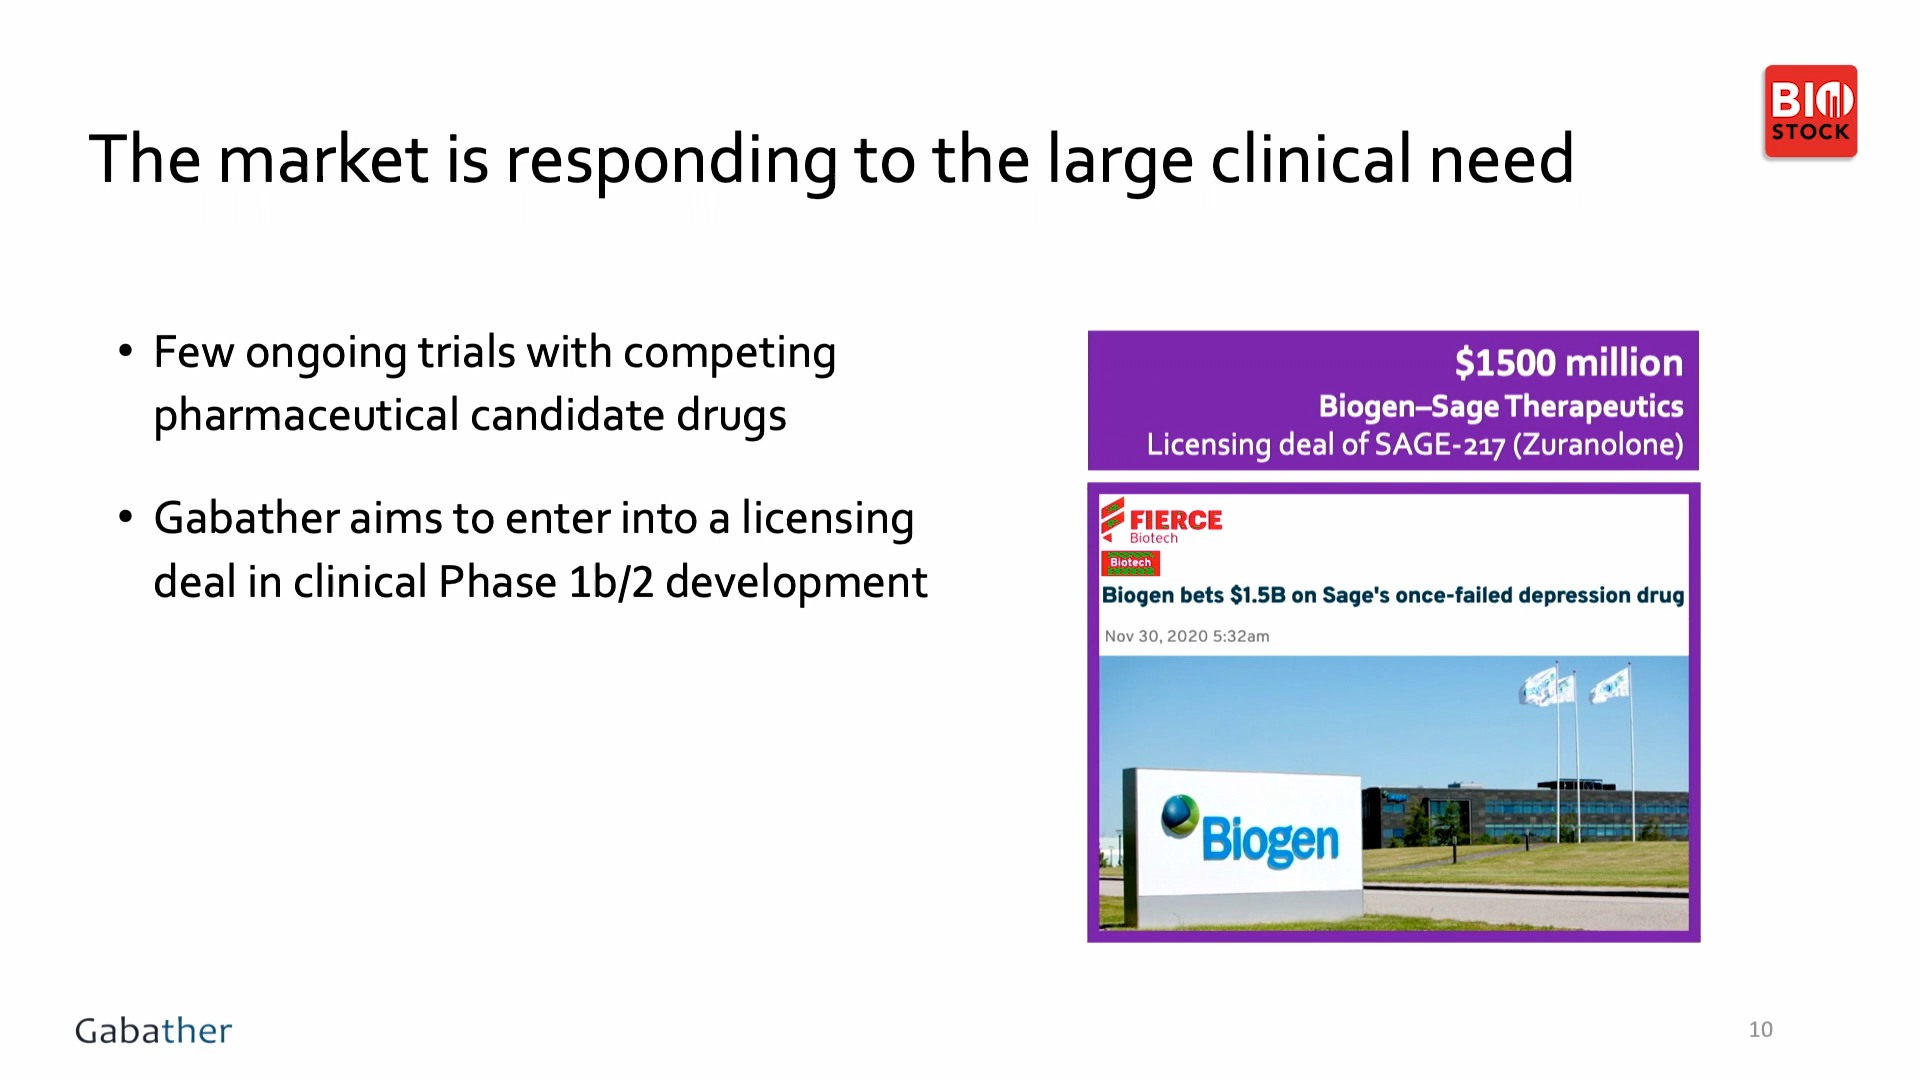 BIO
STOCK
The market is responding to the large clinical need
• Few ongoing trials with competing
pharmaceutical candidate drugs
• Gabather aims to enter into a licensing
deal in clinical Phase 1b/2 development
$1500 million
Biogen–Sage Therapeutics
Licensing deal of SAGE-217 (Zuranolone)
FIERCE
Biotech
Biotech
Biogen bets $1.5B on Sage's once-failed depression drug
Nov 30, 2020 5:32am
Biogen
Gabather
10